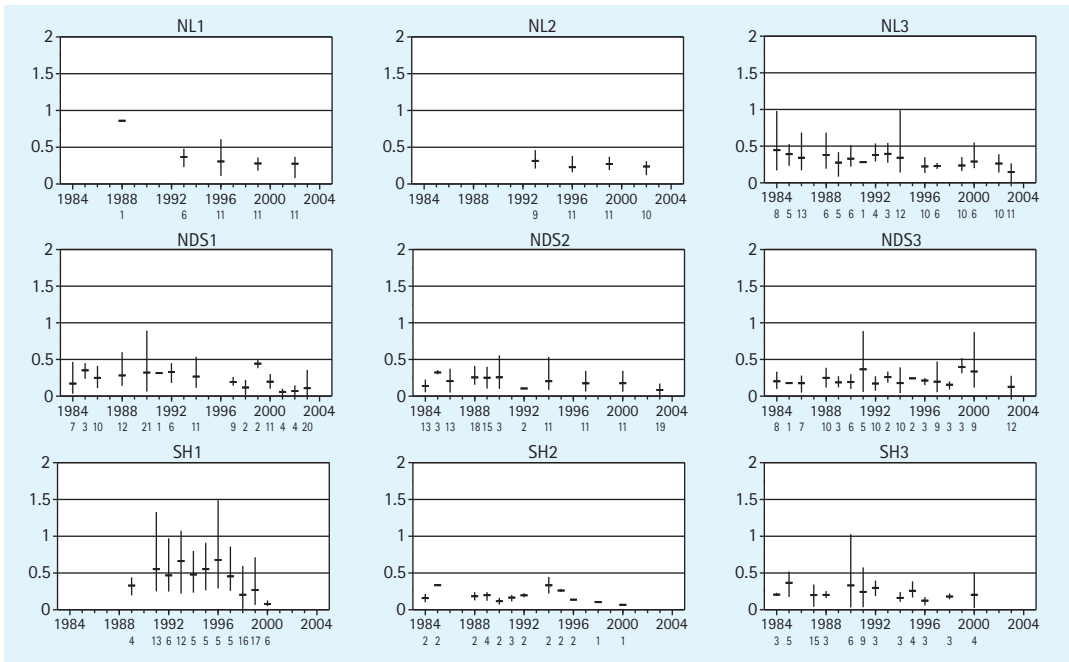 NL1 NL2 NL3
2 2 2
1.5 1.5 1.5
1 1 1
0.5 0.5 0.5
0 0 0
1984 1988 1992 1996 2000 2004 1984 1988 1992 1996 2000 2004 1984 1988 1992 1996 2000 2004
1 6 11 11 11 9 11 11 10 8 5 13 6 5 6 1 4 3 12 10 6 10 6 10 11
NDS1 NDS2 NDS3
2 2 2
1.5 1.5 1.5
1 1 1
0.5 0.5 0.5
0 0 0
1984 1988 1992 1996 2000 2004 1984 1988 1992 1996 2000 2004 1984 1988 1992 1996 2000 2004
7 3 10 12 21 1 6 11 9 2 2 11 4 4 20 13 3 13 18 15 3 2 11 11 11 19 8 1 7 10 3 6 5 10 2 10 2 3 9 3 3 9 12
SH1 SH2 SH3
2 2 2
1.5 1.5 1.5
1 1 1
0.5 0.5 0.5
0 0 0
1984 1988 1992 1996 2000 2004 1984 1988 1992 1996 2000 2004 1984 1988 1992 1996 2000 2004
4 13 6 12 5 5 5 5 16 17 6 2 2 2 4 2 3 2 2 2 2 1 1 3 5 15 3 6 9 3 3 4 3 3 4